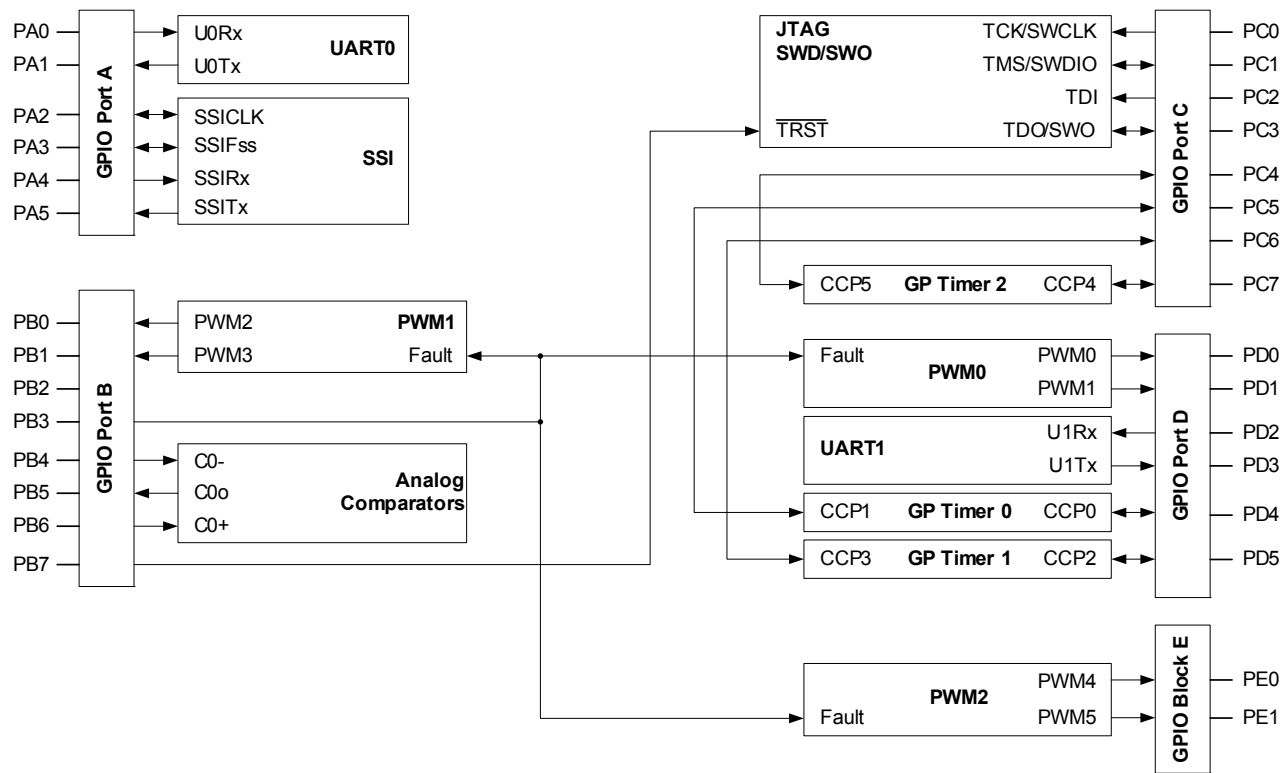 PA0
PA1
PA2
PA3
PA4
PA5
GPIO Port A
U0Rx
U0Tx
UART0
SSICLK
SSIFss
SSIRx
SSITx
SSI
JTAG
SWD/SWO
TRST
TCK/SWCLK
TMS/SWDIO
TDI
TDO/SWO
GPIO Port C
PC0
PC1
PC2
PC3
PC4
PC5
PC6
PC7
CCP5 GP Timer 2 CCP4
PB0
PB1
PB2
PB3
PB4
PB5
PB6
PB7
GPIO Port B
PWM2
PWM3
PWM1
Fault
C0-
C0o
C0+
Analog
Comparators
Fault
PWM0
PWM0
PWM1
UART1
U1Rx
U1Tx
CCP1 GP Timer 0 CCP0
CCP3 GP Timer 1 CCP2
GPIO Port D
PD0
PD1
PD2
PD3
PD4
PD5
Fault
PWM2
PWM4
PWM5
GPIO Block E
PE0
PE1